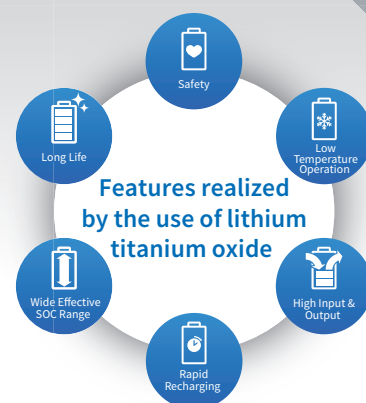 Safety
Low
Temperature
Operation
High Input &
Output
Rapid
Recharging
Wide Effective
SOC Range
Long Life
Features realized
by the use of lithium
titanium oxide